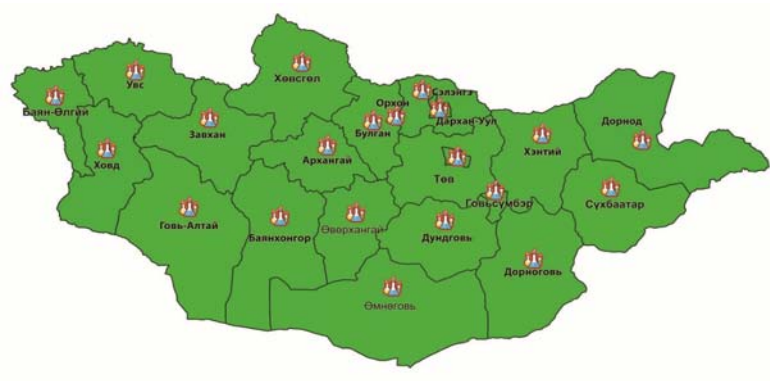 Хөвсгөл
Увс
Баян-Өлгий
Завхан
Ховд
Архангай
Булган
Орхон
Сэлэнгэ
Дархан-Уул
Төв
Хэнтий
Дорнод
Говьсүмбэр
Сүхбаатар
Говь-Алтай
Баянхонгор
Өвөрхангай
Дундговь
Дорноговь
Өмнөговь